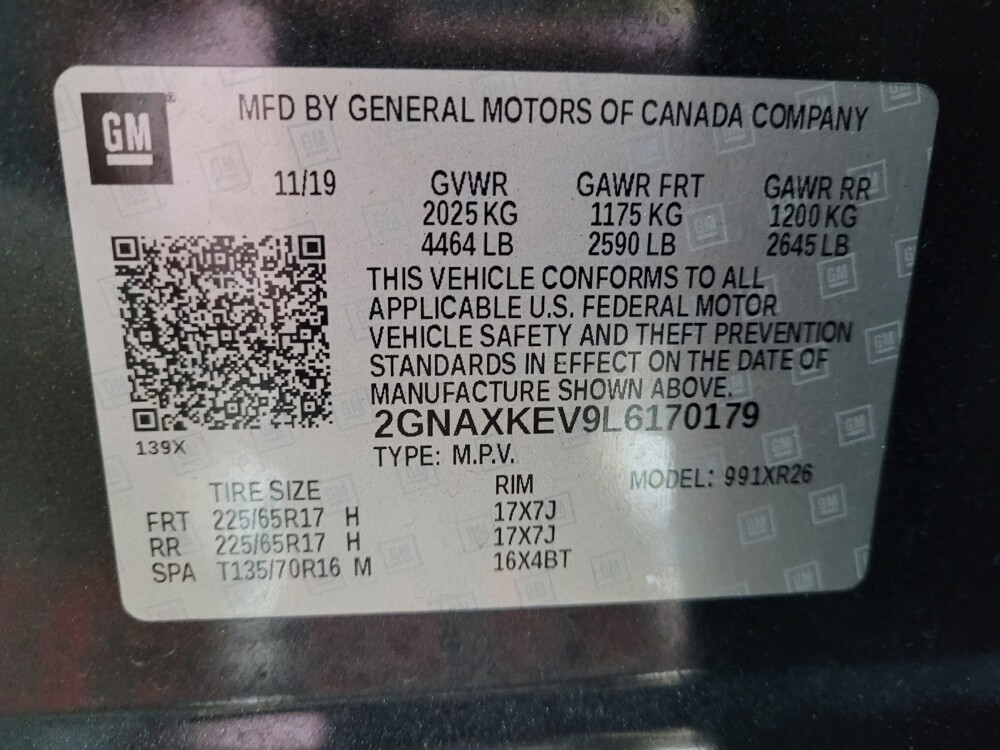 GM
MFD BY GENERAL MOTORS OF CANADA COMPANY
11/19 GVWR GAWR FRT GAWR RR
2025 KG 1175 KG 1200 KG
4464 LB 2590 LB 2645 LB
THIS VEHICLE CONFORMS TO ALL
APPLICABLE U.S. FEDERAL MOTOR
VEHICLE SAFETY AND THEFT PREVENTION
STANDARDS IN EFFECT ON THE DATE OF
MANUFACTURE SHOWN ABOVE.
2GNAXKEV9L6170179
139X
TYPE: M.P.V. MODEL: 991XR26
TIRE SIZE RIM
FRT 225/65R17 H 17X7J
RR 225/65R17 H 17X7J
SPA T135/70R16 M 16X4BT